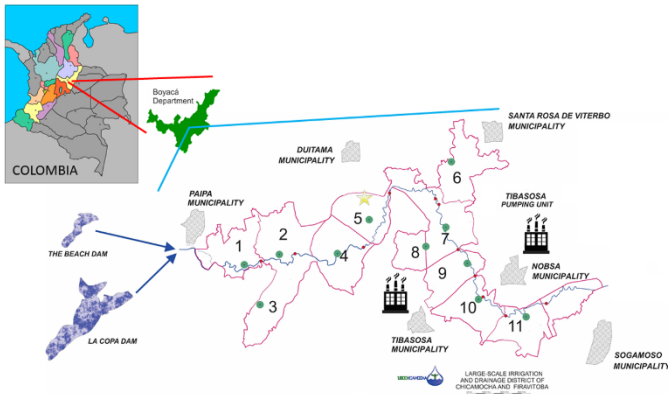 COLOMBIA
Boyacá
Department
SANTA ROSA DE VITERBO
MUNICIPALITY
DUITAMA
MUNICIPALITY
PAIPA
MUNICIPALITY
TIBASOSA
PUMPING UNIT
THE BEACH DAM
LA COPA DAM
1
2
3
4
5
6
7
8
9
10
11
NOBSA
MUNICIPALITY
TIBASOSA
MUNICIPALITY
SOGAMOSO
MUNICIPALITY
LARGE-SCALE IRRIGATION
AND DRAINAGE DISTRICT OF
CHICAMOCHA AND FIRAVITOBA